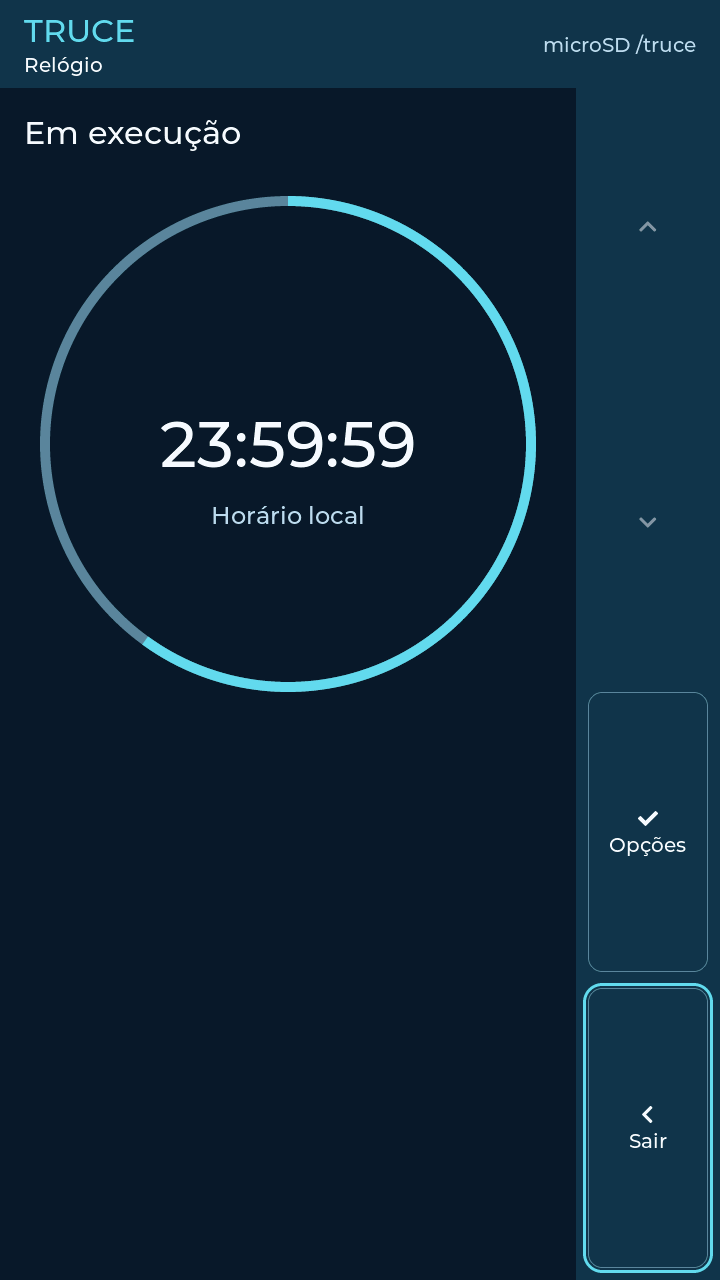 TRUCE
Relógio
microSD /truce
Em execução
23:59:59
Horário local
Opções
Sair